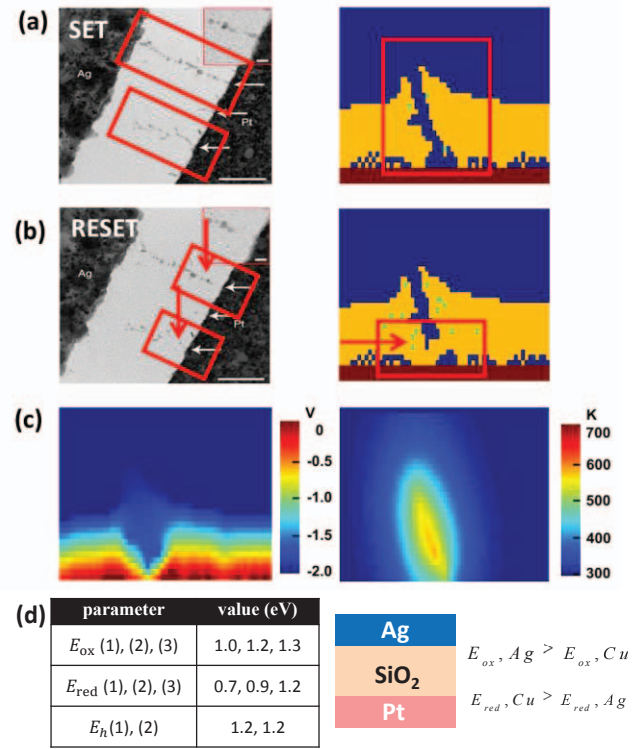 (a)
SET
Ag
Pt
(b)
RESET
Ag
Pt
(c)
V
0
-0.5
-1.0
-1.5
-2.0
K
700
600
500
400
300
(d)
parameter value (eV)
E_ox (1), (2), (3) 1.0, 1.2, 1.3
E_red (1), (2), (3) 0.7, 0.9, 1.2
E_h(1), (2) 1.2, 1.2
Ag
SiO₂
Pt
E_ox, Ag > E_ox, Cu
E_red, Cu > E_red, Ag